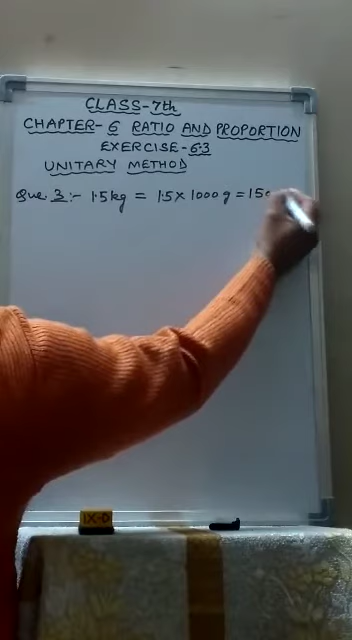 CLASS-7th
CHAPTER-6 RATIO AND PROPORTION
EXERCISE-6.3
UNITARY METHOD
Que. 3:- 1.5kg = 1.5 x 1000 g = 150
IX-D